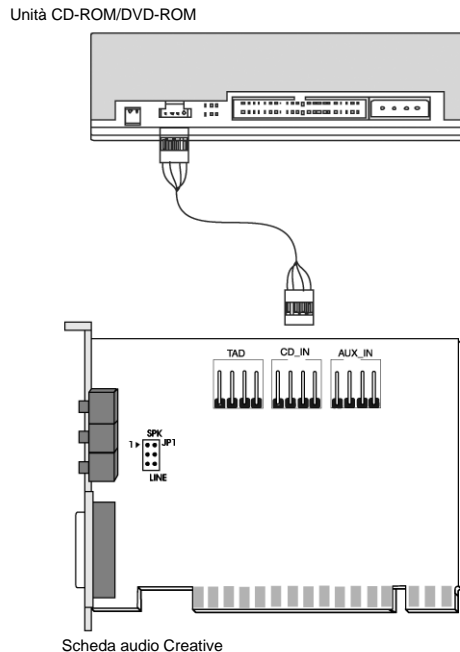 Unità CD-ROM/DVD-ROM
TAD CD_IN AUX_IN
SPK
1 JP1
LINE
Scheda audio Creative